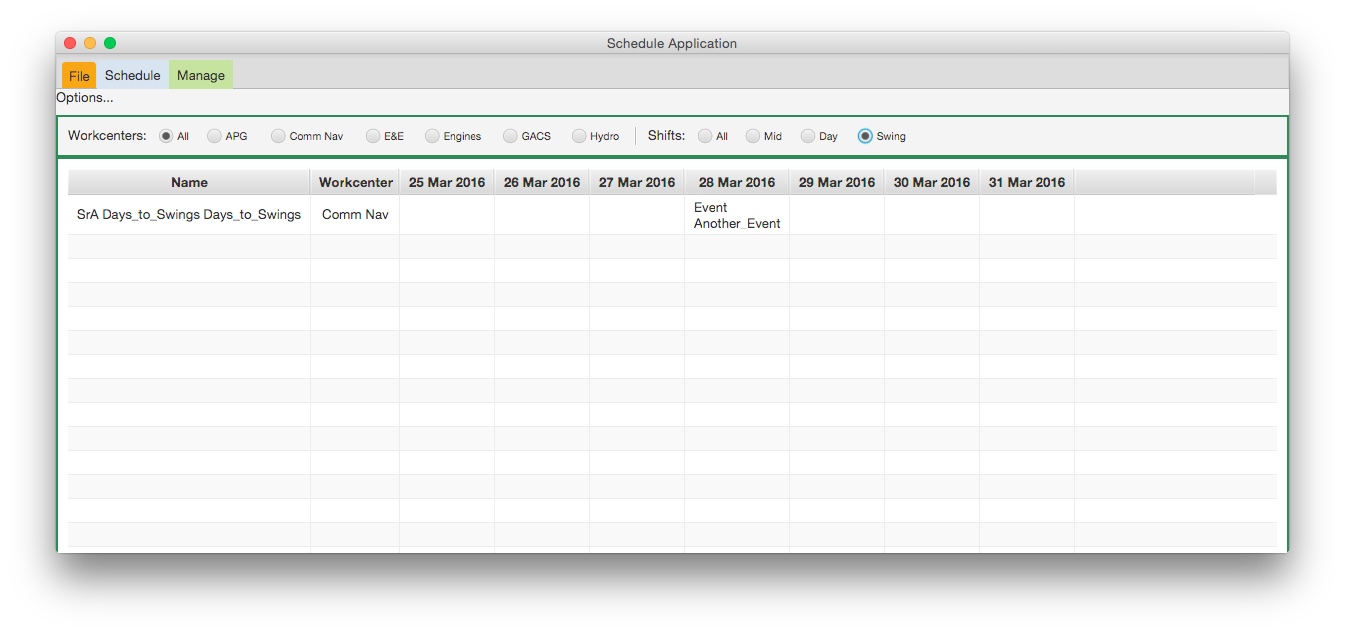 Schedule Application
File Schedule Manage
Options...
Workcenters: All APG Comm Nav E&E Engines GACS Hydro Shifts: All Mid Day Swing
Name Workcenter 25 Mar 2016 26 Mar 2016 27 Mar 2016 28 Mar 2016 29 Mar 2016 30 Mar 2016 31 Mar 2016
SrA Days_to_Swings Days_to_Swings Comm Nav Event
Another_Event